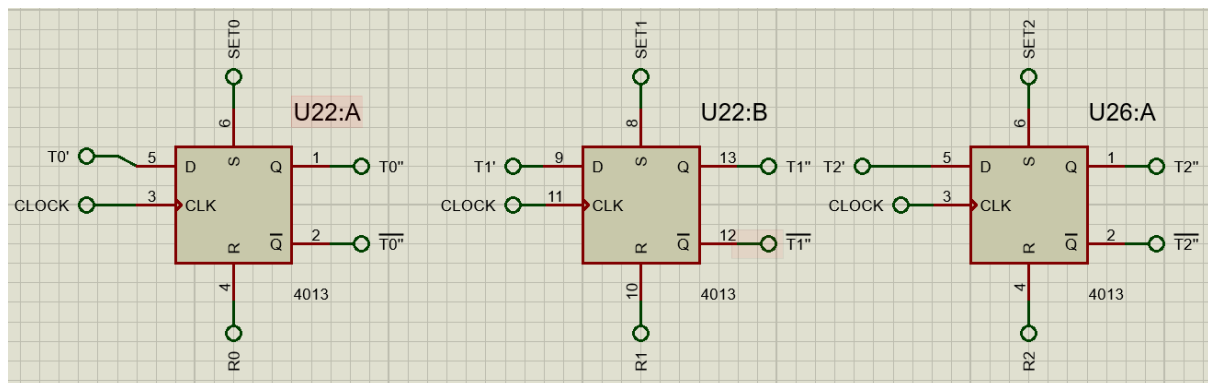 SET0
U22:A
6
S
T0'
5
D
Q
1
T0"
CLOCK
3
CLK
R
Q̅
2
T̅0̅"̅
4
4013
R0
SET1
U22:B
8
S
T1'
9
D
Q
13
T1"
CLOCK
11
CLK
R
Q̅
12
T̅1̅"̅
10
4013
R1
SET2
U26:A
6
S
T2'
5
D
Q
1
T2"
CLOCK
3
CLK
R
Q̅
2
T̅2̅"̅
4
4013
R2